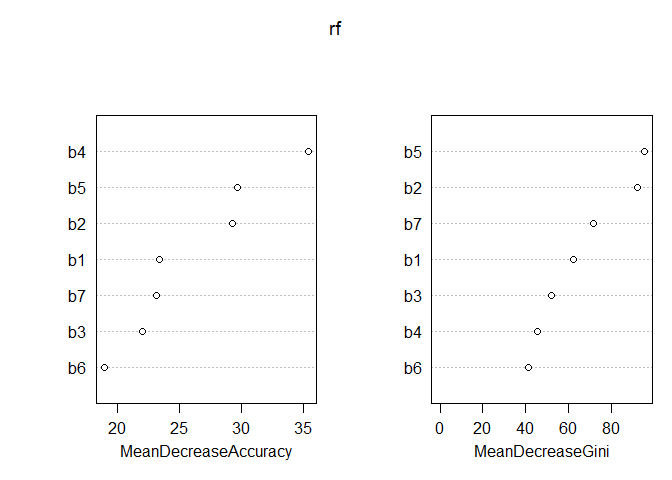 rf
b4
b5
b2
b1
b7
b3
b6
20 25 30 35
MeanDecreaseAccuracy
b5
b2
b7
b1
b3
b4
b6
0 20 40 60 80
MeanDecreaseGini